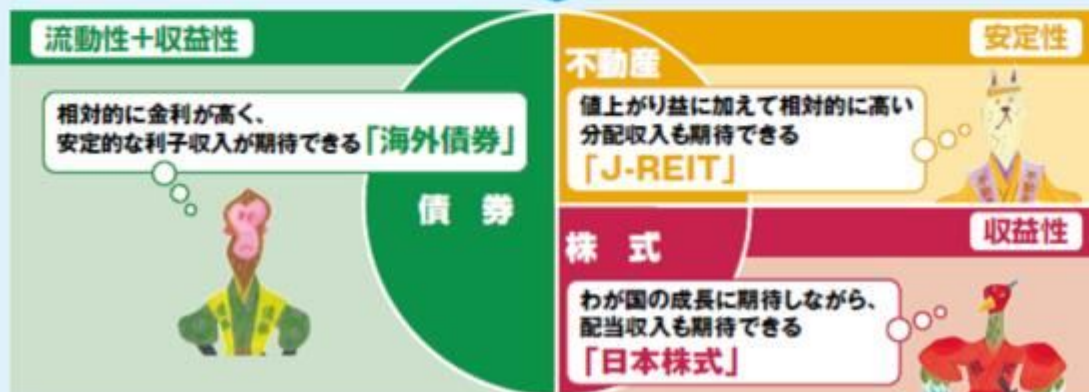 流動性+収益性
相対的に金利が高く、
安定的な利子収入が期待できる「海外債券」
債 券
不動産
安定性
値上がり益に加えて相対的に高い
分配収入も期待できる
「J-REIT」
株 式
収益性
わが国の成長に期待しながら、
配当収入も期待できる
「日本株式」